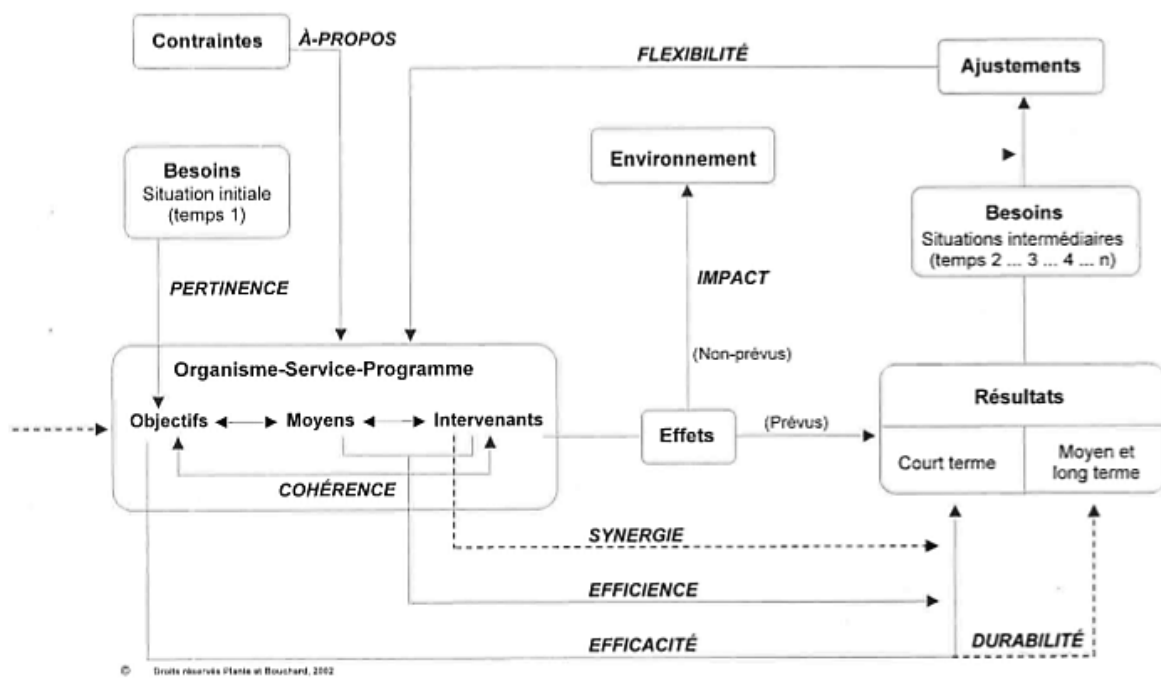 Contraintes
À-PROPOS
FLEXIBILITÉ
Ajustements
Environnement
Besoins
Situation initiale
(temps 1)
Besoins
Situations intermédiaires
(temps 2 ... 3 ... 4 ... n)
PERTINENCE
IMPACT
(Non-prévus)
Organisme-Service-Programme
Objectifs
Moyens
Intervenants
COHÉRENCE
Effets
(Prévus)
Résultats
Court terme
Moyen et
long terme
SYNERGIE
EFFICIENCE
EFFICACITÉ
DURABILITÉ
© Droits réservés Plante et Bouchard, 2002